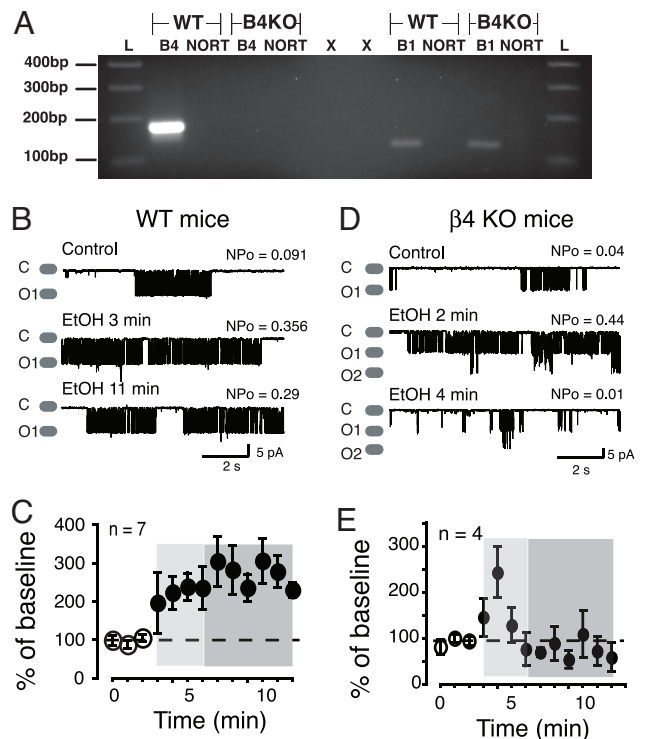 A
WT B4KO WT B4KO
L B4 NORT B4 NORT X X B1 NORT B1 NORT L
400bp
300bp
200bp
100bp
B WT mice
Control NPo = 0.091
C
O1
EtOH 3 min NPo = 0.356
C
O1
EtOH 11 min NPo = 0.29
C
O1
5 pA
2 s
D β4 KO mice
Control NPo = 0.04
C
O1
EtOH 2 min NPo = 0.44
C
O1
O2
EtOH 4 min NPo = 0.01
C
O1
O2
5 pA
2 s
C
% of baseline
400
300
200
100
0
n = 7
0 5 10
Time (min)
E
% of baseline
300
200
100
0
n = 4
0 5 10
Time (min)